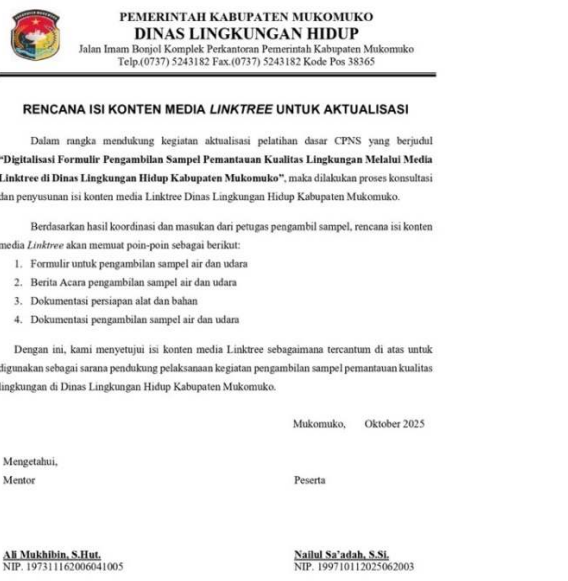 PEMERINTAH KABUPATEN MUKOMUKO
DINAS LINGKUNGAN HIDUP
Jalan Imam Bonjol Komplek Perkantoran Pemerintah Kabupaten Mukomuko
Telp.(0737) 5243182 Fax.(0737) 5243182 Kode Pos 38365
RENCANA ISI KONTEN MEDIA LINKTREE UNTUK AKTUALISASI
Dalam rangka mendukung kegiatan aktualisasi pelatihan dasar CPNS yang berjudul
“Digitalisasi Formulir Pengambilan Sampel Pemantauan Kualitas Lingkungan Melalui Media
Linktree di Dinas Lingkungan Hidup Kabupaten Mukomuko”, maka dilakukan proses konsultasi
dan penyusunan isi konten media Linktree Dinas Lingkungan Hidup Kabupaten Mukomuko.
Berdasarkan hasil koordinasi dan masukan dari petugas pengambil sampel, rencana isi konten
media Linktree akan memuat poin-poin sebagai berikut:
1. Formulir untuk pengambilan sampel air dan udara
2. Berita Acara pengambilan sampel air dan udara
3. Dokumentasi persiapan alat dan bahan
4. Dokumentasi pengambilan sampel air dan udara
Dengan ini, kami menyetujui isi konten media Linktree sebagaimana tercantum di atas untuk
digunakan sebagai sarana pendukung pelaksanaan kegiatan pengambilan sampel pemantauan kualitas
lingkungan di Dinas Lingkungan Hidup Kabupaten Mukomuko.
Mukomuko, Oktober 2025
Mengetahui,
Mentor Peserta
Ali Mukhibin, S.Hut. Nailul Sa’adah, S.Si.
NIP. 197311162006041005 NIP. 199710112025062003